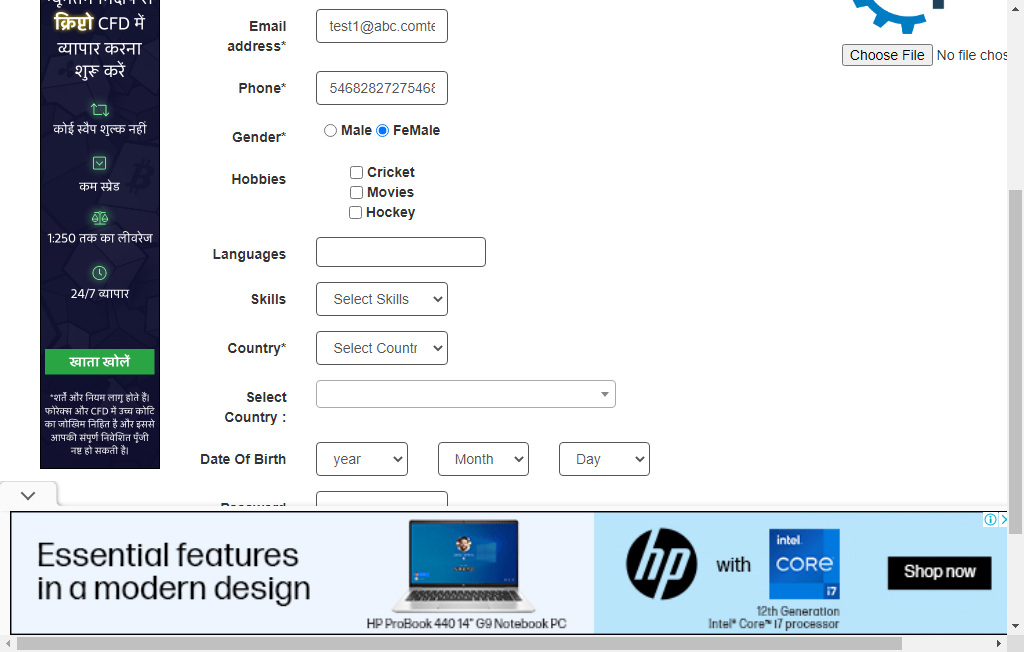 क्रिप्टो CFD में
व्यापार करना
शुरू करें
कोई स्वैप शुल्क नहीं
कम स्प्रेड
1:250 तक का लीवरेज
24/7 व्यापार
खाता खोलें
*शर्तें और नियम लागू होते हैं।
फोरेक्स और CFD में उच्च कोटि
का जोखिम निहित है और इससे
आपकी संपूर्ण निवेशित पूँजी
नष्ट हो सकती है।
Email
address*
test1@abc.comte
Phone*
54682827275468
Gender*
Male FeMale
Hobbies
Cricket
Movies
Hockey
Languages
Skills
Select Skills
Country*
Select Countr
Select
Country :
Date Of Birth
year Month Day
Choose File No file chos
Essential features
in a modern design
HP ProBook 440 14" G9 Notebook PC
hp with intel CORE i7
12th Generation
Intel® Core™ i7 processor
Shop now